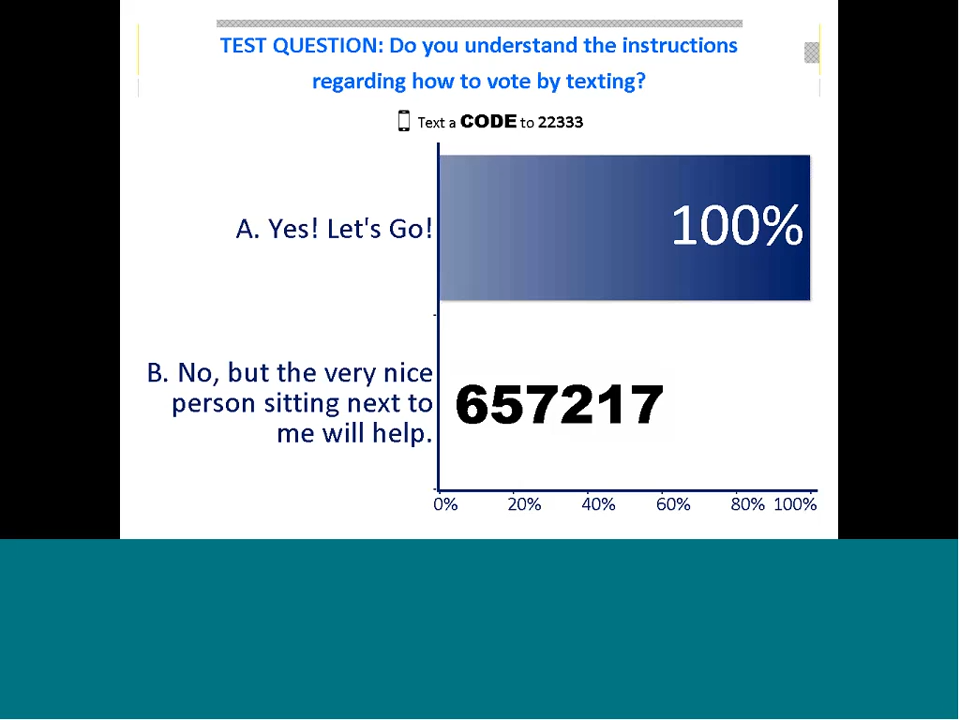 TEST QUESTION: Do you understand the instructions
regarding how to vote by texting?
Text a CODE to 22333
A. Yes! Let's Go!
100%
B. No, but the very nice
person sitting next to
me will help.
657217
0% 20% 40% 60% 80% 100%